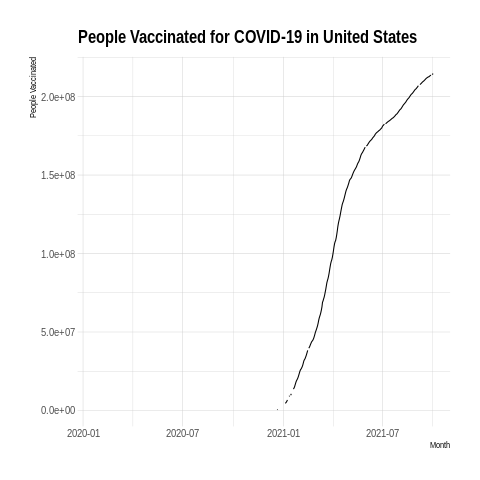 People Vaccinated for COVID-19 in United States
People Vaccinated
2.0e+08
1.5e+08
1.0e+08
5.0e+07
0.0e+00
2020-01 2020-07 2021-01 2021-07
Month